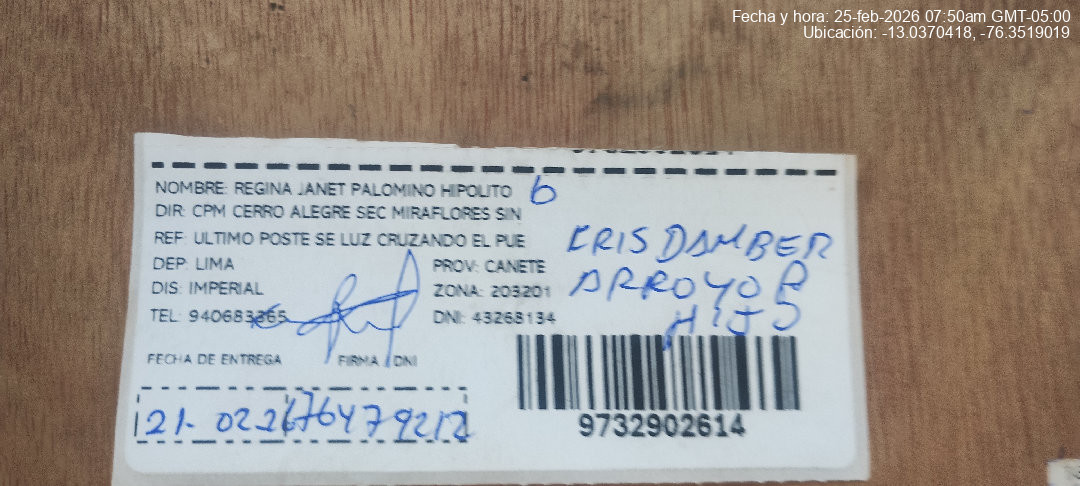 Fecha y hora: 25-feb-2026 07:50am GMT-05:00
Ubicación: -13.0370418, -76.3519019
NOMBRE: REGINA JANET PALOMINO HIPOLITO 6
DIR: CPM CERRO ALEGRE SEC MIRAFLORES SIN
REF: ULTIMO POSTE SE LUZ CRUZANDO EL PUE
KRIS DAMBER
DEP: LIMA PROV: CANETE
ARROYO P
DIS: IMPERIAL ZONA: 203201
HIJO
TEL: 940683365 DNI: 43268134
FECHA DE ENTREGA FIRMA / DNI
21-02-26 76479212
9732902614